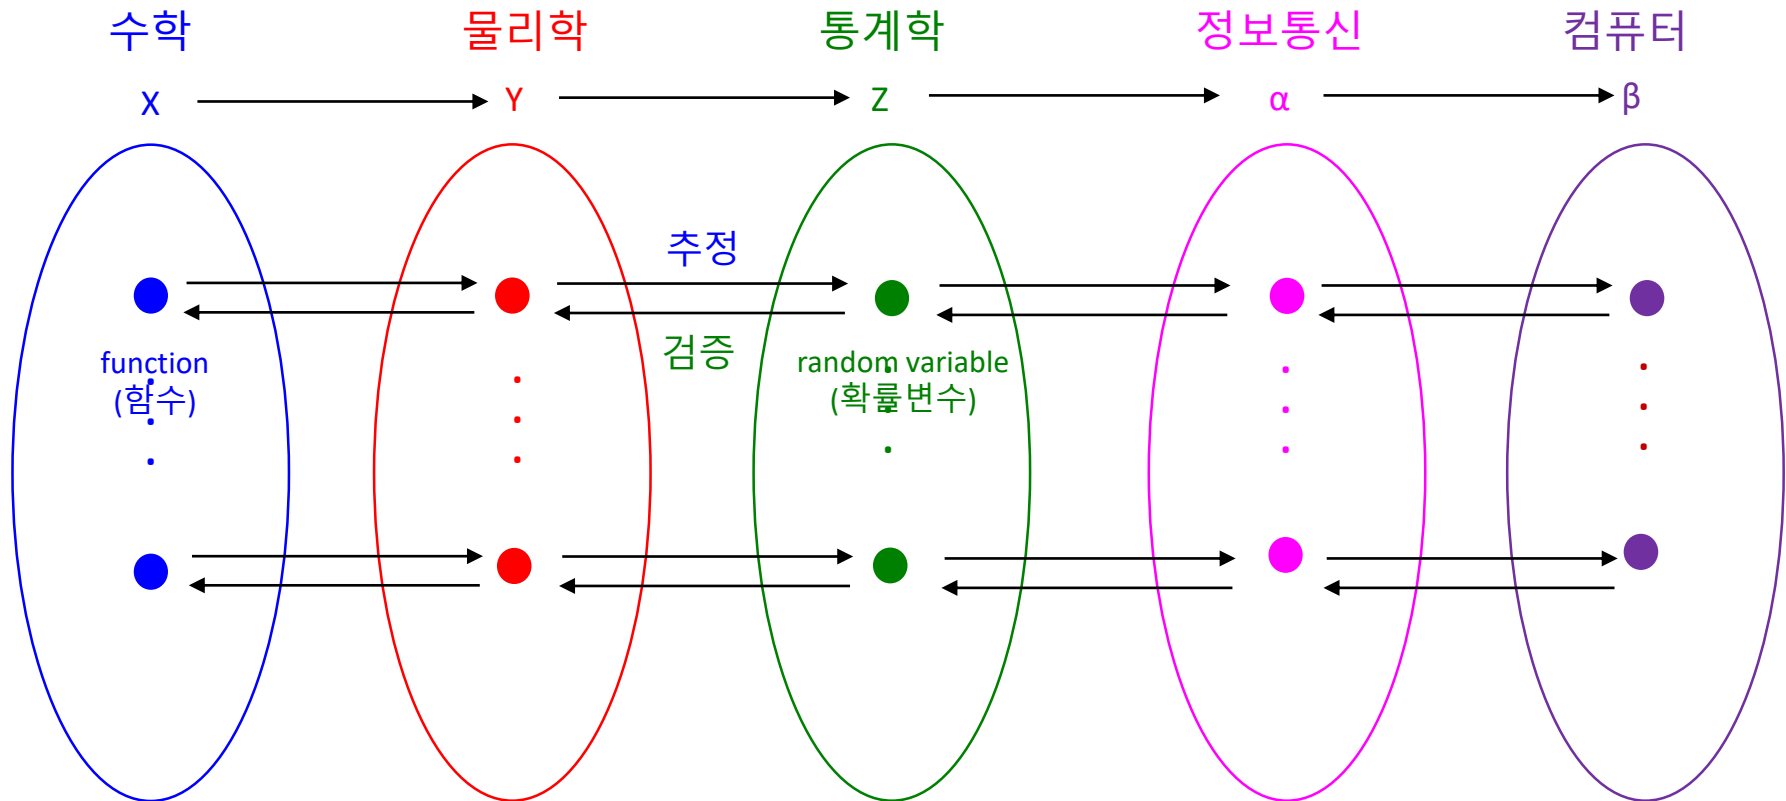 수학 물리학 통계학 정보통신 컴퓨터
X Y Z α β
추정
검증
function
(함수)
random variable
(확률변수)